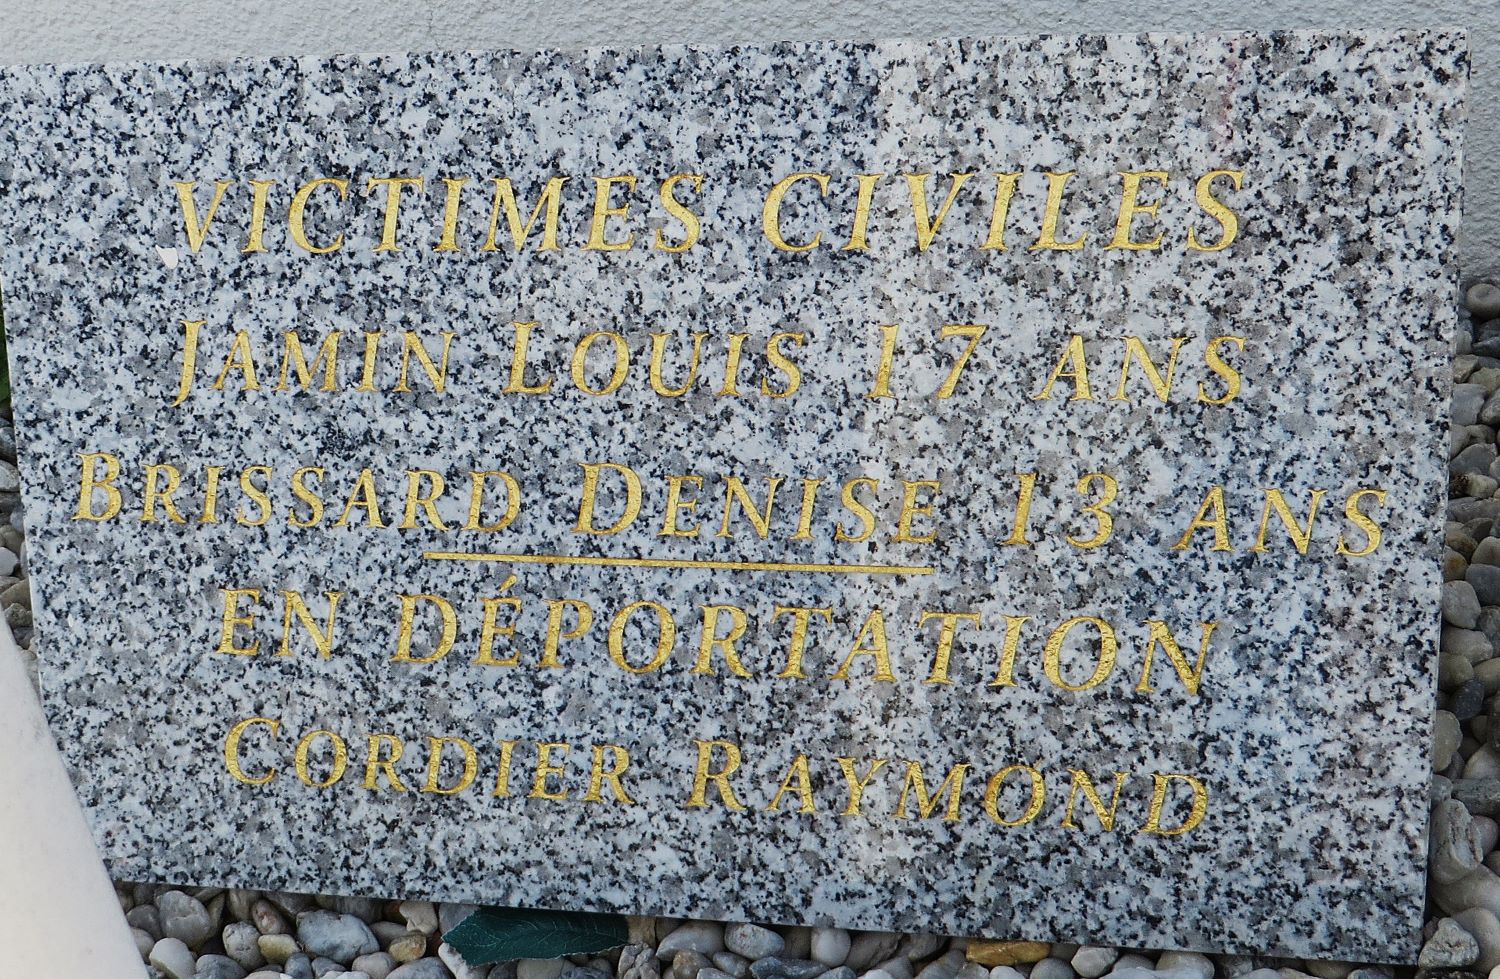 VICTIMES CIVILES
JAMIN LOUIS 17 ANS
BRISSARD DENISE 13 ANS
EN DÉPORTATION
CORDIER RAYMOND